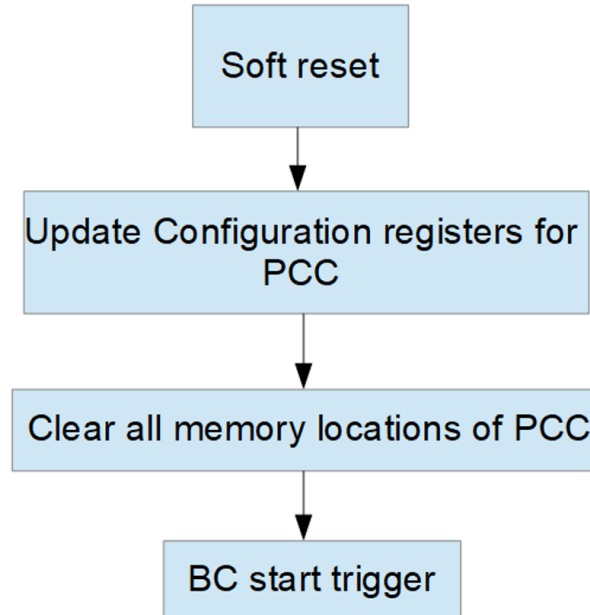 Soft reset
Update Configuration registers for
PCC
Clear all memory locations of PCC
BC start trigger